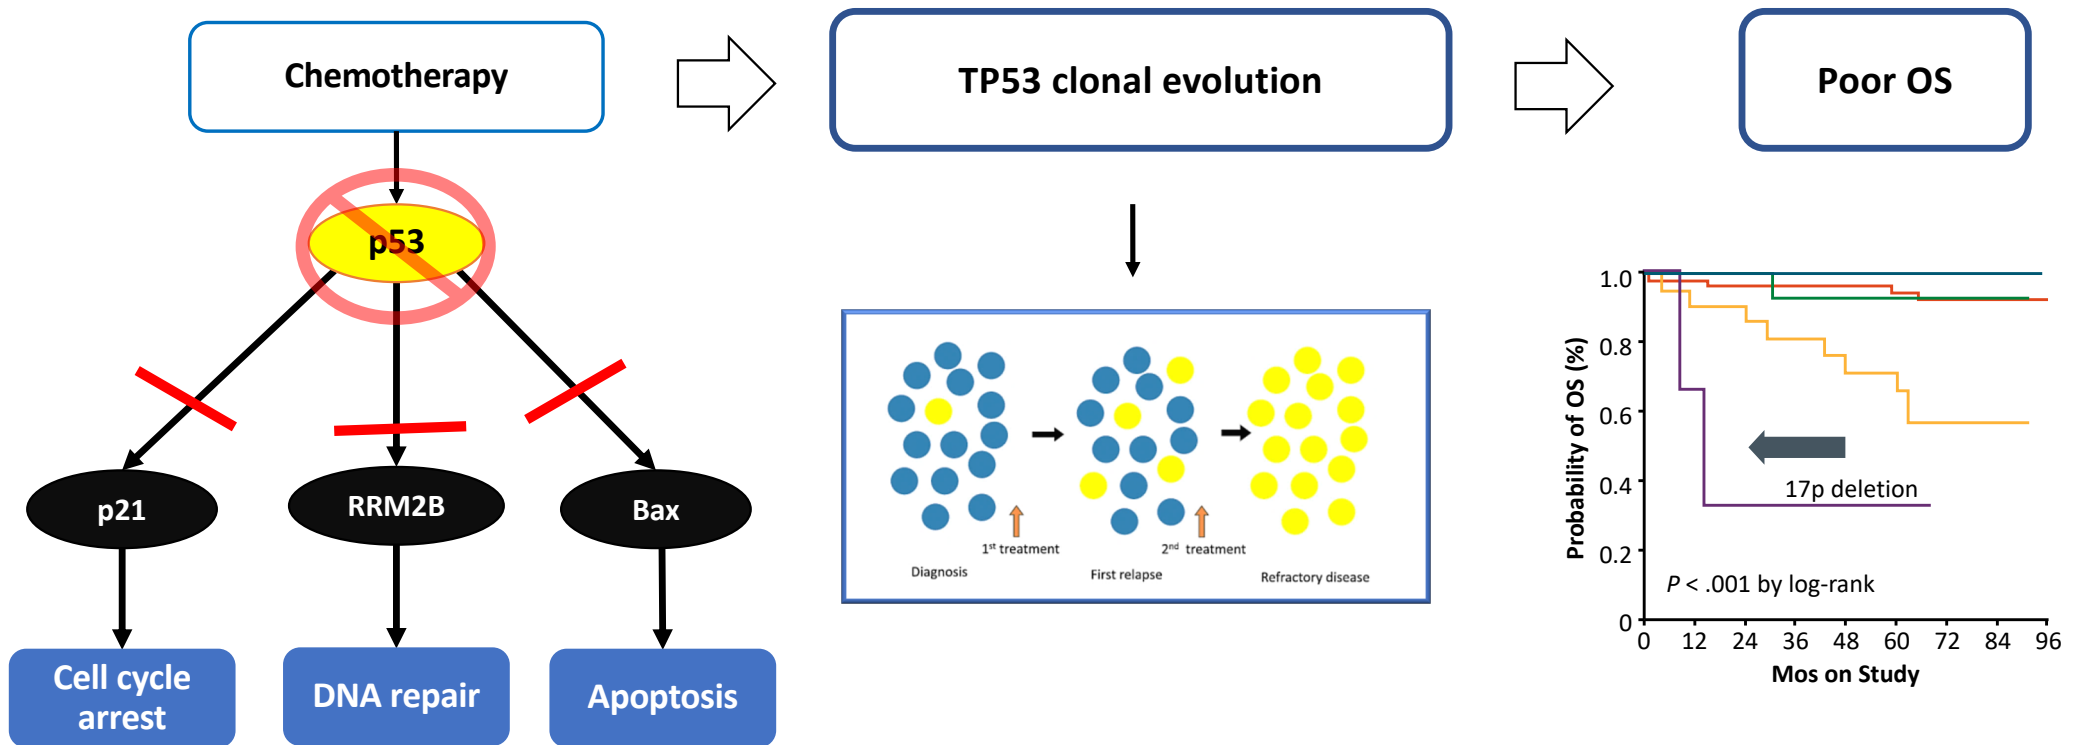 Chemotherapy
TP53 clonal evolution
Poor OS
p53
p21
RRM2B
Bax
Cell cycle
arrest
DNA repair
Apoptosis
1st treatment
2nd treatment
Diagnosis
First relapse
Refractory disease
Probability of OS (%)
1.0
0.8
0.6
0.4
0.2
0
17p deletion
P < .001 by log-rank
0 12 24 36 48 60 72 84 96
Mos on Study